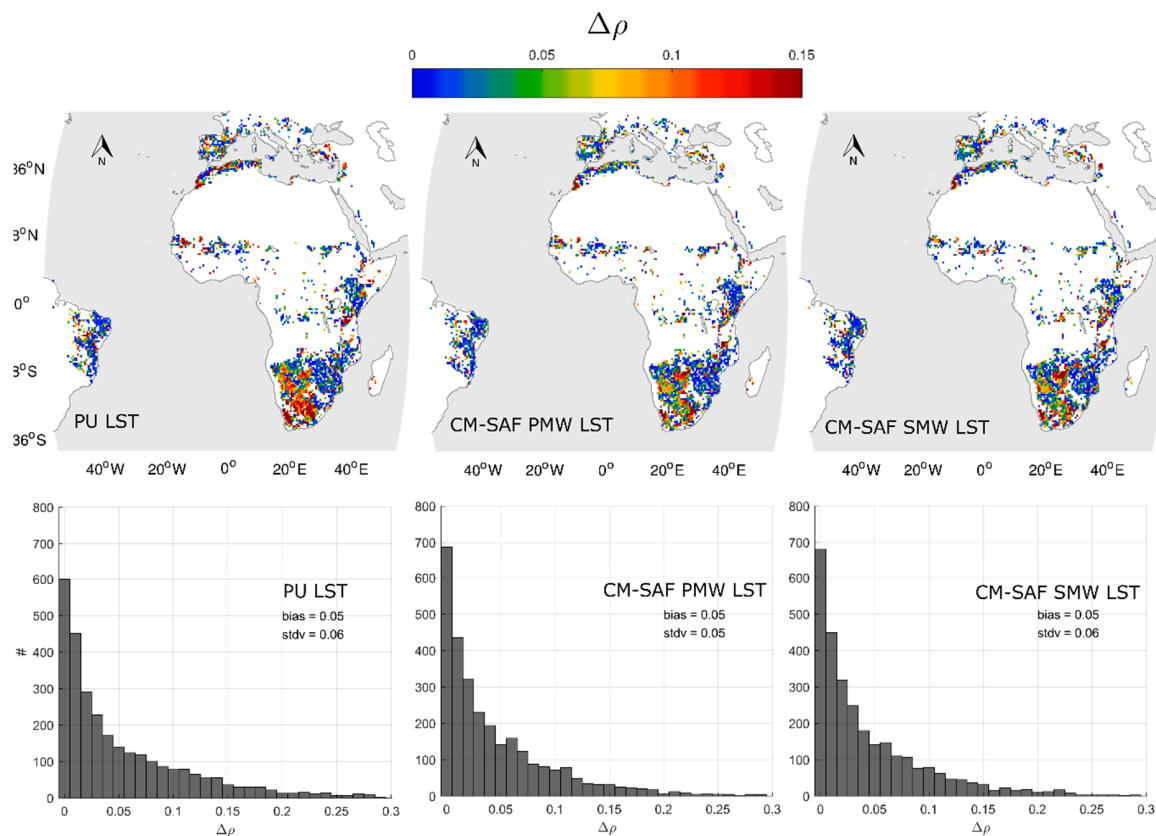 Δρ
0 0.05 0.1 0.15
N N N
36°N
8°N
0°
8°S
36°S
PU LST CM-SAF PMW LST CM-SAF SMW LST
40°W 20°W 0° 20°E 40°E 40°W 20°W 0° 20°E 40°E 40°W 20°W 0° 20°E 40°E
800 800 800
700 700 700
600 600 600
500 500 500
400 400 400
300 300 300
200 200 200
100 100 100
0 0 0
#
PU LST CM-SAF PMW LST CM-SAF SMW LST
bias = 0.05 bias = 0.05 bias = 0.05
stdv = 0.06 stdv = 0.05 stdv = 0.06
0 0.05 0.1 0.15 0.2 0.25 0.3 0 0.05 0.1 0.15 0.2 0.25 0.3 0 0.05 0.1 0.15 0.2 0.25 0.3
Δρ Δρ Δρ